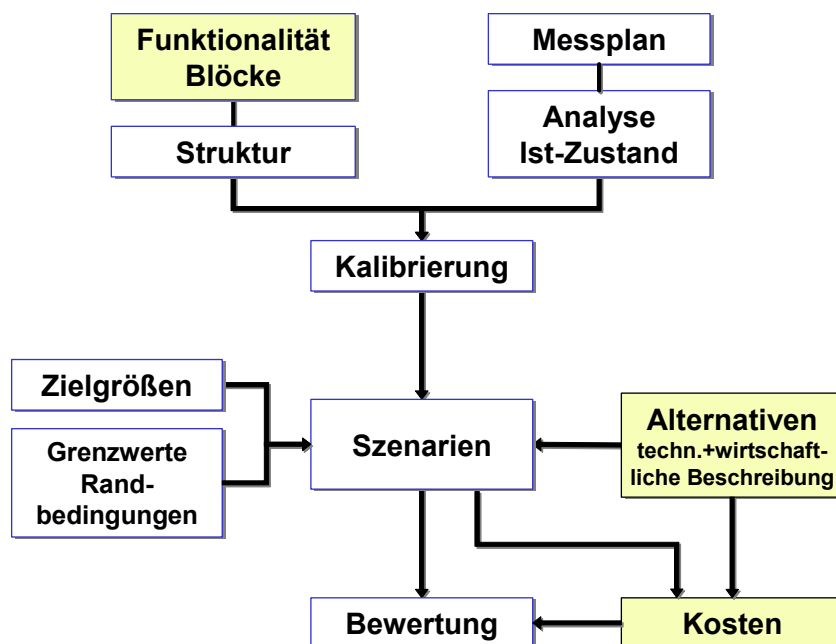 Funktionalität
Blöcke
Messplan
Struktur
Analyse
Ist-Zustand
Kalibrierung
Zielgrößen
Grenzwerte
Rand-
bedingungen
Szenarien
Alternativen
techn.+wirtschaft-
liche Beschreibung
Bewertung
Kosten